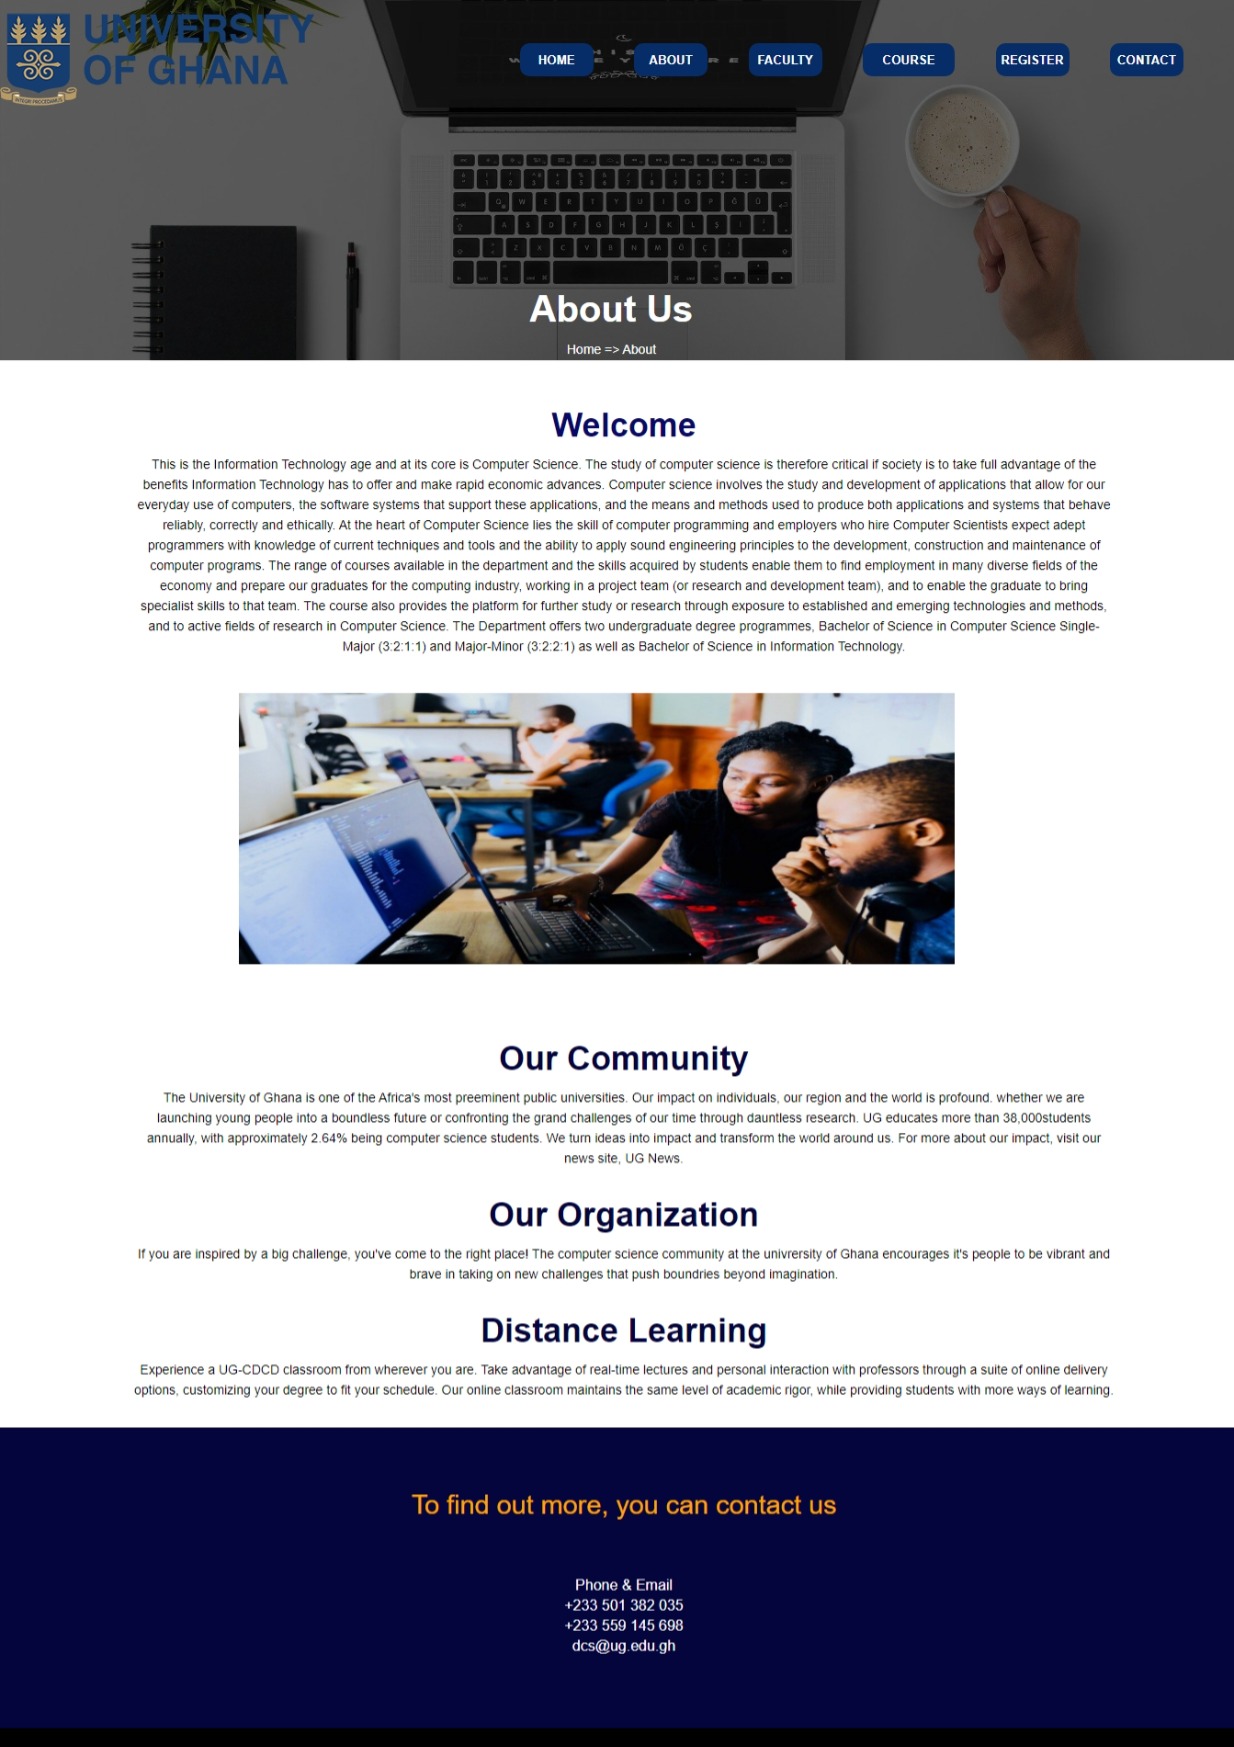 UNIVERSITY
OF GHANA
INTEGRI PROCEDAMUS
HOME
ABOUT
FACULTY
COURSE
REGISTER
CONTACT
About Us
Home => About
Welcome
This is the Information Technology age and at its core is Computer Science. The study of computer science is therefore critical if society is to take full advantage of the
benefits Information Technology has to offer and make rapid economic advances. Computer science involves the study and development of applications that allow for our
everyday use of computers, the software systems that support these applications, and the means and methods used to produce both applications and systems that behave
reliably, correctly and ethically. At the heart of Computer Science lies the skill of computer programming and employers who hire Computer Scientists expect adept
programmers with knowledge of current techniques and tools and the ability to apply sound engineering principles to the development, construction and maintenance of
computer programs. The range of courses available in the department and the skills acquired by students enable them to find employment in many diverse fields of the
economy and prepare our graduates for the computing industry, working in a project team (or research and development team), and to enable the graduate to bring
specialist skills to that team. The course also provides the platform for further study or research through exposure to established and emerging technologies and methods,
and to active fields of research in Computer Science. The Department offers two undergraduate degree programmes, Bachelor of Science in Computer Science Single-
Major (3:2:1:1) and Major-Minor (3:2:2:1) as well as Bachelor of Science in Information Technology.
Our Community
The University of Ghana is one of the Africa's most preeminent public universities. Our impact on individuals, our region and the world is profound. whether we are
launching young people into a boundless future or confronting the grand challenges of our time through dauntless research. UG educates more than 38,000students
annually, with approximately 2.64% being computer science students. We turn ideas into impact and transform the world around us. For more about our impact, visit our
news site, UG News.
Our Organization
If you are inspired by a big challenge, you've come to the right place! The computer science community at the university of Ghana encourages it's people to be vibrant and
brave in taking on new challenges that push boundries beyond imagination.
Distance Learning
Experience a UG-CDCD classroom from wherever you are. Take advantage of real-time lectures and personal interaction with professors through a suite of online delivery
options, customizing your degree to fit your schedule. Our online classroom maintains the same level of academic rigor, while providing students with more ways of learning.
To find out more, you can contact us
Phone & Email
+233 501 382 035
+233 559 145 698
dcs@ug.edu.gh